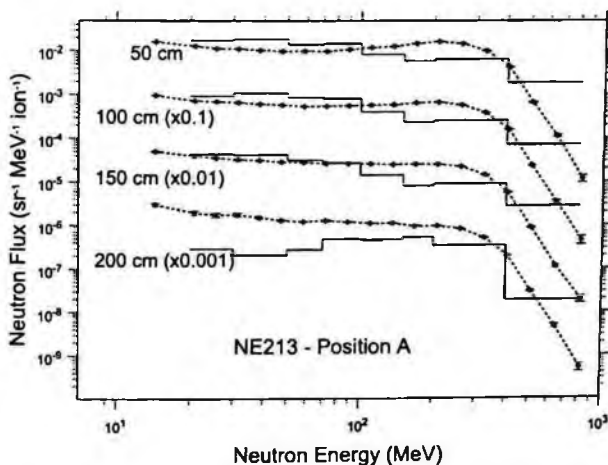 Neutron Flux (sr⁻¹ MeV⁻¹ ion⁻¹)
10⁻²
10⁻³
10⁻⁴
10⁻⁵
10⁻⁶
10⁻⁷
10⁻⁸
10⁻⁹
50 cm
100 cm (x0.1)
150 cm (x0.01)
200 cm (x0.001)
NE213 - Position A
10¹
10²
10³
Neutron Energy (MeV)